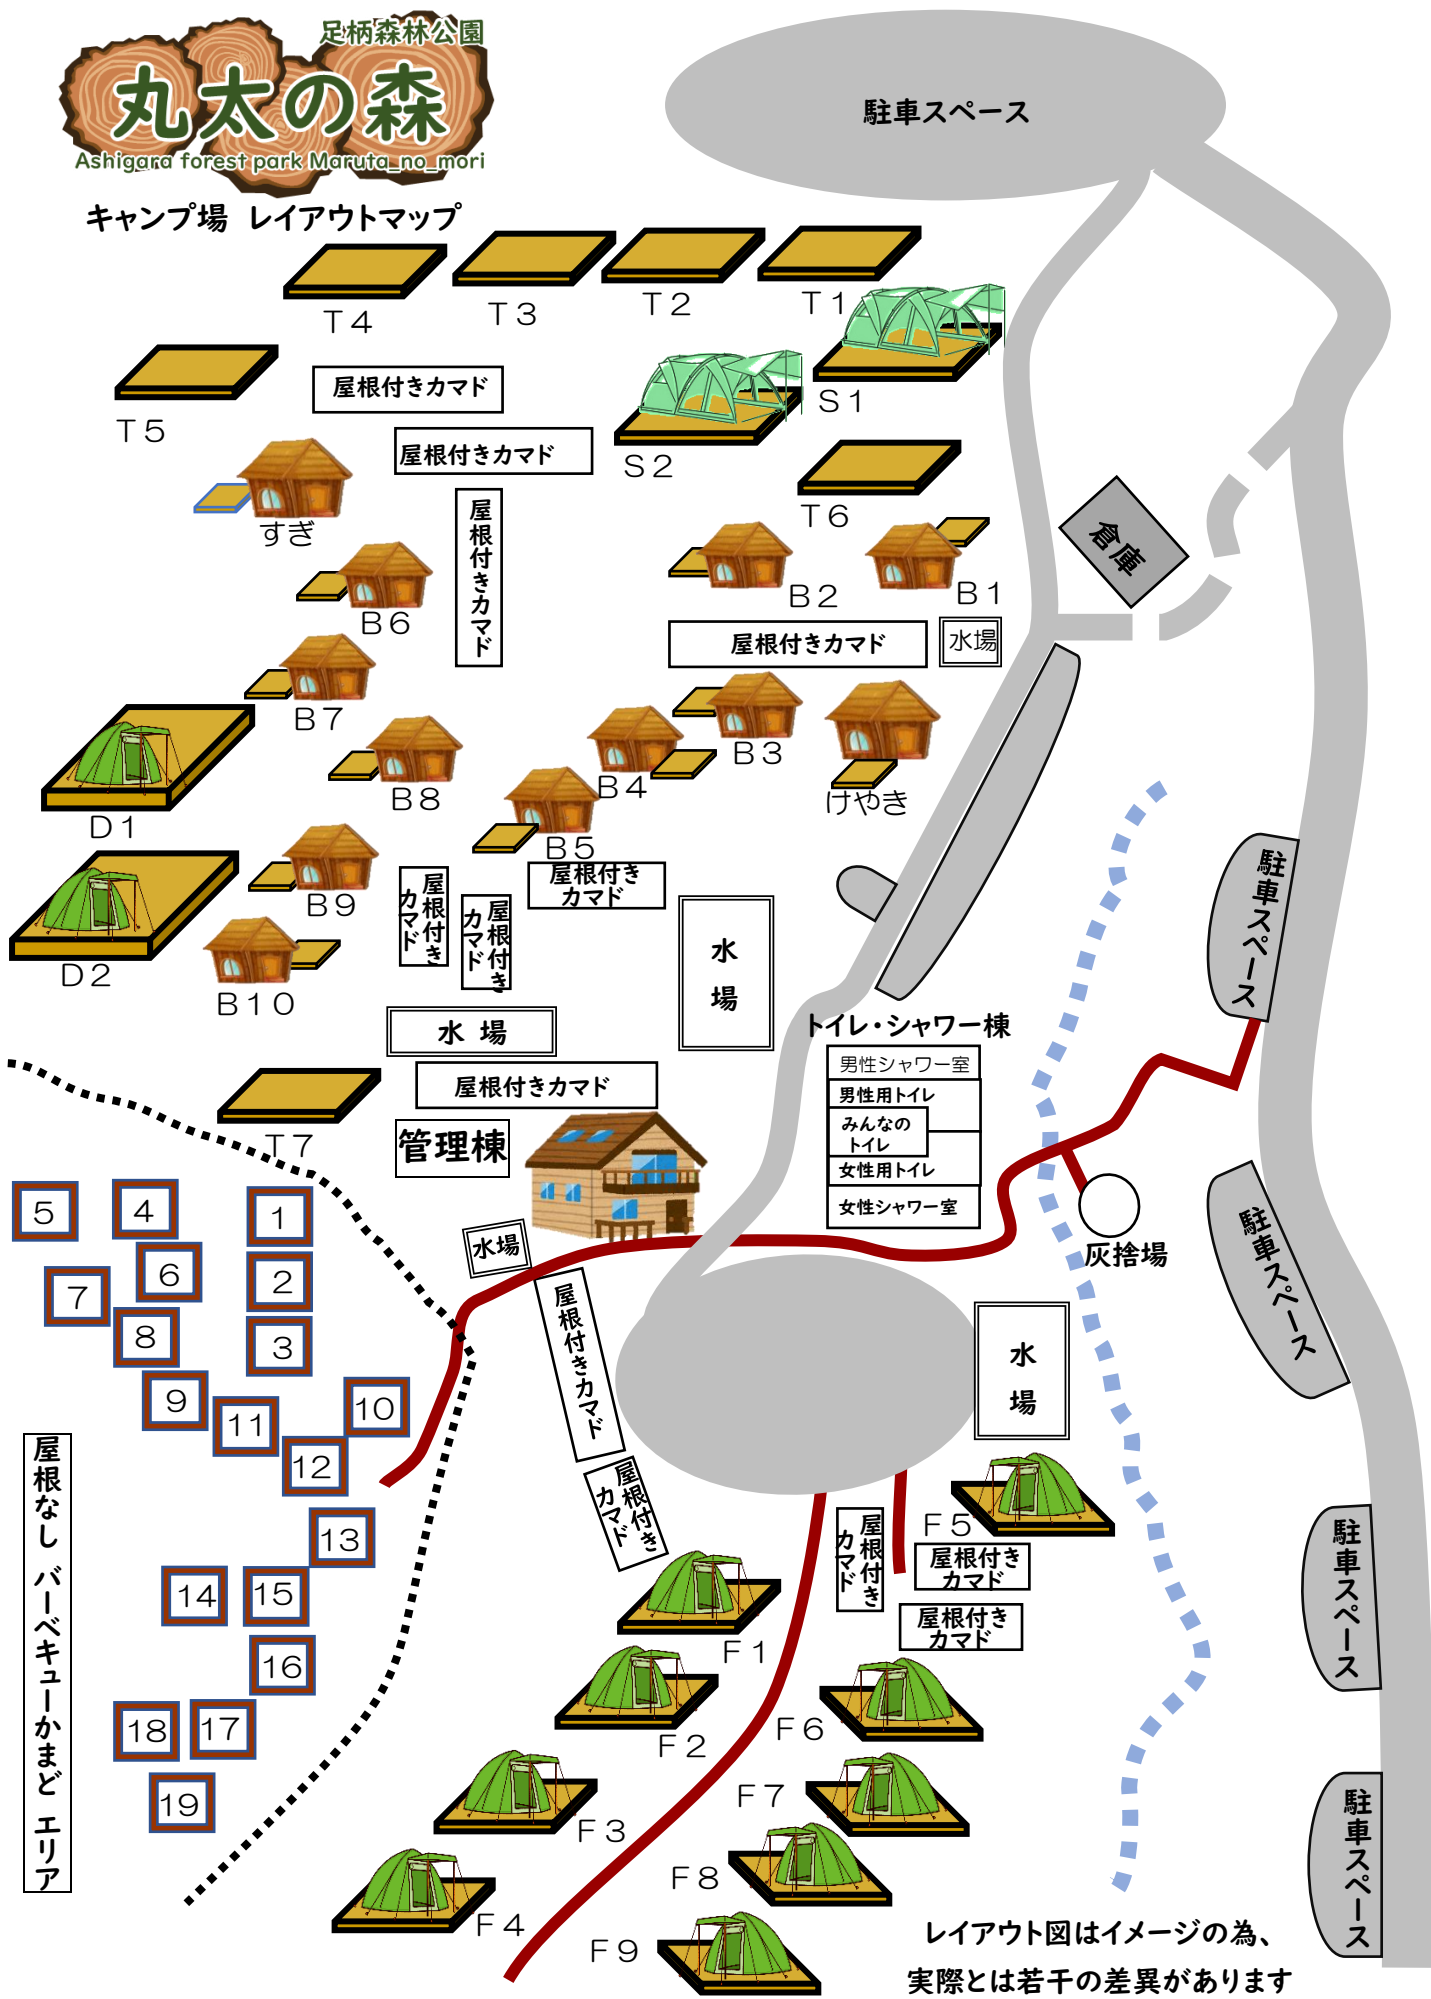 足柄森林公園
丸太の森
Ashigara forest park Maruta_no_mori
キャンプ場 レイアウトマップ
駐車スペース
T4
T3
T2
T1
T5
屋根付きカマド
屋根付きカマド
S1
S2
T6
すぎ
屋根付きカマド
倉庫
B6
B2
B1
屋根付きカマド
水場
B7
B3
B4
けやき
B8
D1
B5
屋根付き
カマド
B9
屋根付き
カマド
屋根付き
カマド
D2
B10
水場
水場
駐車スペース
トイレ・シャワー棟
男性シャワー室
男性用トイレ
みんなの
トイレ
女性用トイレ
女性シャワー室
屋根付きカマド
T7
管理棟
水場
灰捨場
駐車スペース
5
4
1
6
2
7
8
3
9
10
11
12
13
14
15
16
17
18
19
屋根なし バーベキューかまど エリア
屋根付きカマド
屋根付き
カマド
水場
F5
屋根付き
カマド
屋根付き
カマド
屋根付き
カマド
駐車スペース
F1
F2
F6
F3
F7
F4
F8
F9
駐車スペース
レイアウト図はイメージの為、
実際とは若干の差異があります